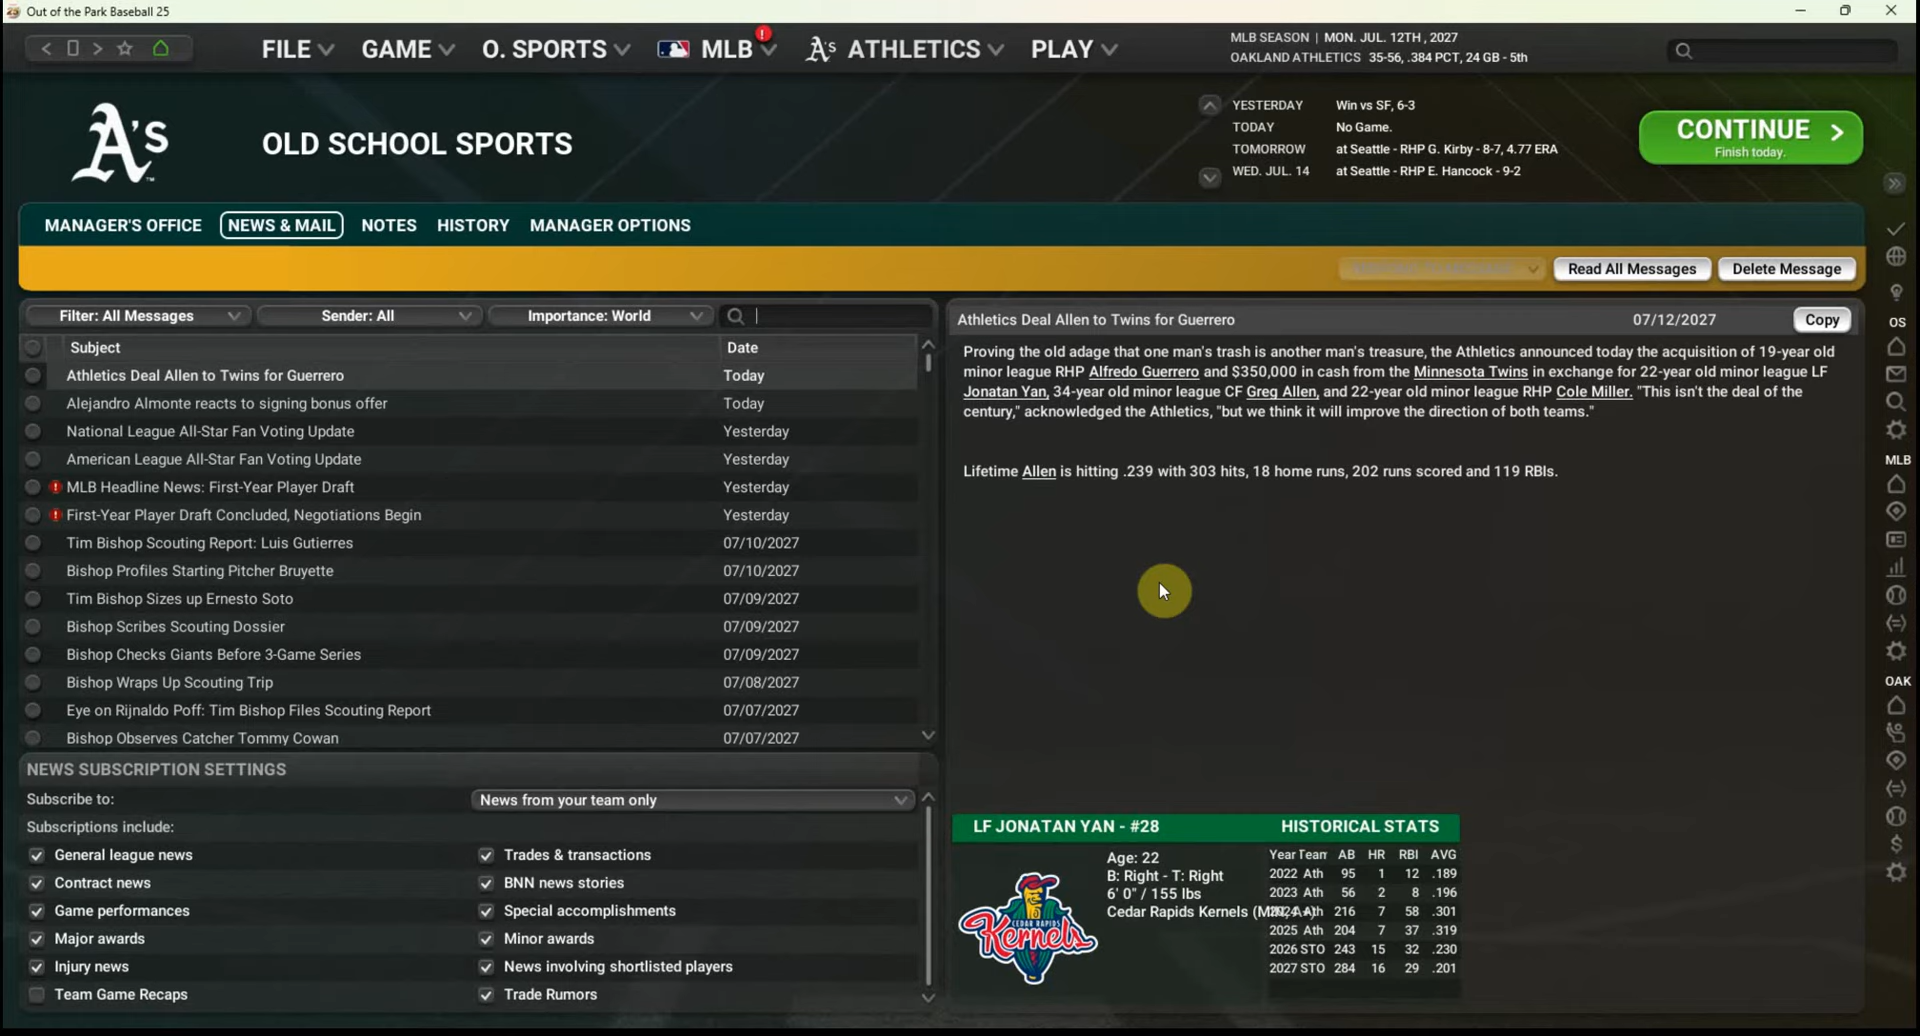 Out of the Park Baseball 25
FILE GAME O. SPORTS MLB ATHLETICS PLAY
MLB SEASON | MON. JUL. 12TH , 2027
OAKLAND ATHLETICS 35-56, .384 PCT, 24 GB - 5th
A's
OLD SCHOOL SPORTS
YESTERDAY Win vs SF, 6-3
TODAY No Game.
TOMORROW at Seattle - RHP G. Kirby - 8-7, 4.77 ERA
WED. JUL. 14 at Seattle - RHP E. Hancock - 9-2
CONTINUE
Finish today.
MANAGER'S OFFICE NEWS & MAIL NOTES HISTORY MANAGER OPTIONS
Read All Messages Delete Message
Filter: All Messages Sender: All Importance: World
Subject Date
Athletics Deal Allen to Twins for Guerrero Today
Alejandro Almonte reacts to signing bonus offer Today
National League All-Star Fan Voting Update Yesterday
American League All-Star Fan Voting Update Yesterday
MLB Headline News: First-Year Player Draft Yesterday
First-Year Player Draft Concluded, Negotiations Begin Yesterday
Tim Bishop Scouting Report: Luis Gutierres 07/10/2027
Bishop Profiles Starting Pitcher Bruyette 07/10/2027
Tim Bishop Sizes up Ernesto Soto 07/09/2027
Bishop Scribes Scouting Dossier 07/09/2027
Bishop Checks Giants Before 3-Game Series 07/09/2027
Bishop Wraps Up Scouting Trip 07/08/2027
Eye on Rijnaldo Poff: Tim Bishop Files Scouting Report 07/07/2027
Bishop Observes Catcher Tommy Cowan 07/07/2027
NEWS SUBSCRIPTION SETTINGS
Subscribe to: News from your team only
Subscriptions include:
General league news Trades & transactions
Contract news BNN news stories
Game performances Special accomplishments
Major awards Minor awards
Injury news News involving shortlisted players
Team Game Recaps Trade Rumors
Athletics Deal Allen to Twins for Guerrero 07/12/2027 Copy
Proving the old adage that one man's trash is another man's treasure, the Athletics announced today the acquisition of 19-year old
minor league RHP Alfredo Guerrero and $350,000 in cash from the Minnesota Twins in exchange for 22-year old minor league LF
Jonatan Yan, 34-year old minor league CF Greg Allen, and 22-year old minor league RHP Cole Miller. "This isn't the deal of the
century," acknowledged the Athletics, "but we think it will improve the direction of both teams."
Lifetime Allen is hitting .239 with 303 hits, 18 home runs, 202 runs scored and 119 RBIs.
LF JONATAN YAN - #28 HISTORICAL STATS
Age: 22
B: Right - T: Right
6' 0" / 155 lbs
Cedar Rapids Kernels
CEDAR RAPIDS
Kernels
Year Team AB HR RBI AVG
2022 Ath 95 1 12 .189
2023 Ath 56 2 8 .196
Ath 216 7 58 .301
2025 Ath 204 7 37 .319
2026 STO 243 15 32 .230
2027 STO 284 16 29 .201
OS
MLB
OAK